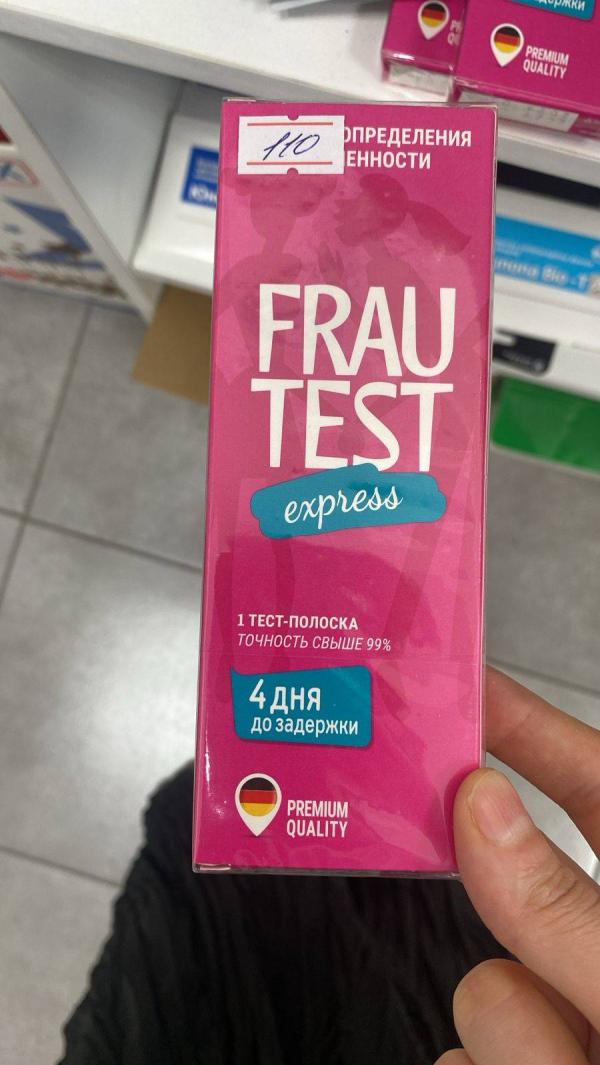 PREMIUM
QUALITY
110
ОПРЕДЕЛЕНИЯ
ЕННОСТИ
FRAU
TEST
express
1 ТЕСТ-ПОЛОСКА
ТОЧНОСТЬ СВЫШЕ 99%
4 ДНЯ
до задержки
PREMIUM
QUALITY